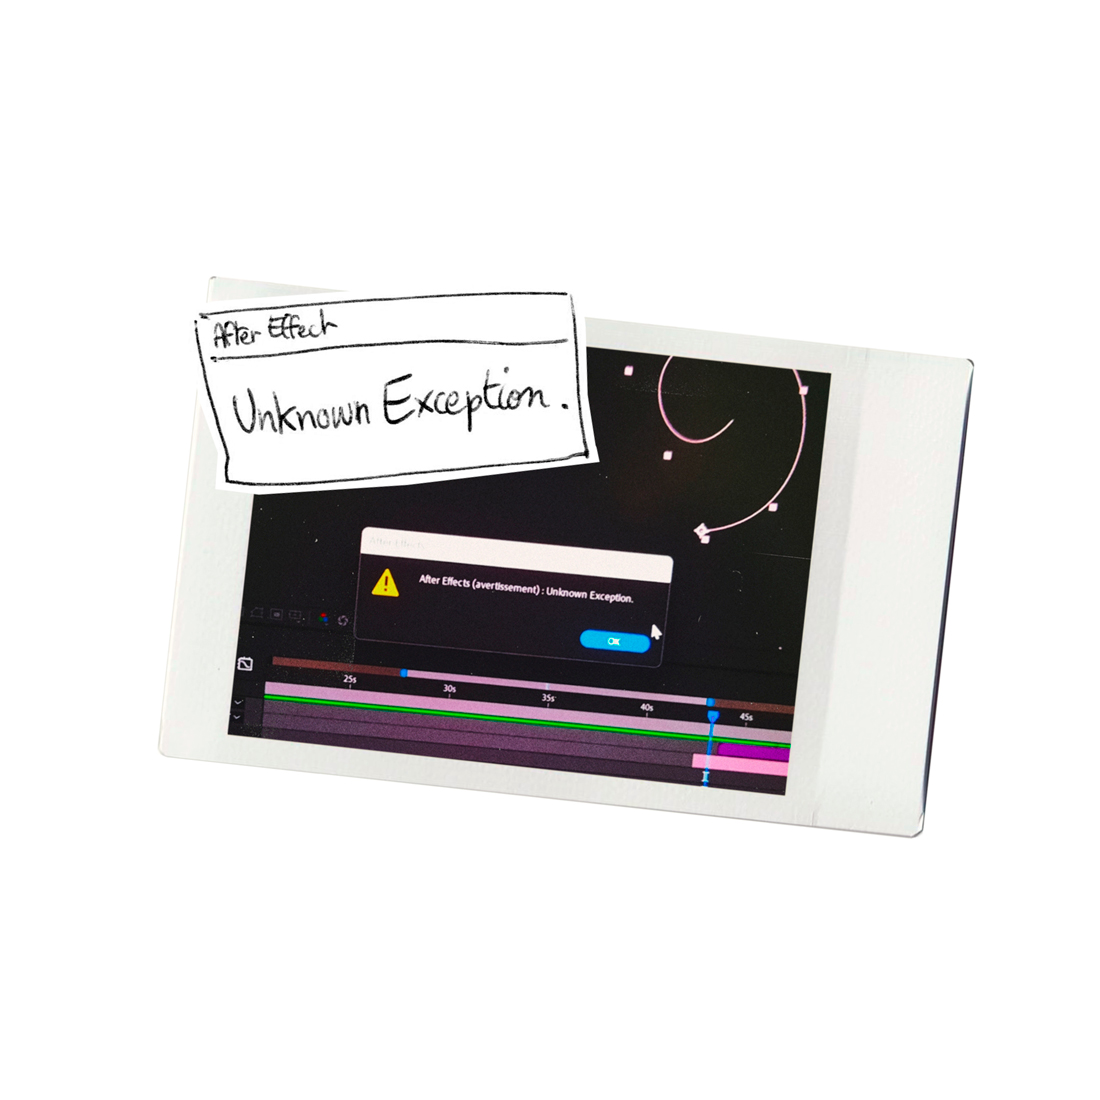 After Effect
Unknown Exception.
After Effects
After Effects (avertissement) : Unknown Exception.
OK
25s
30s
35s
40s
45s